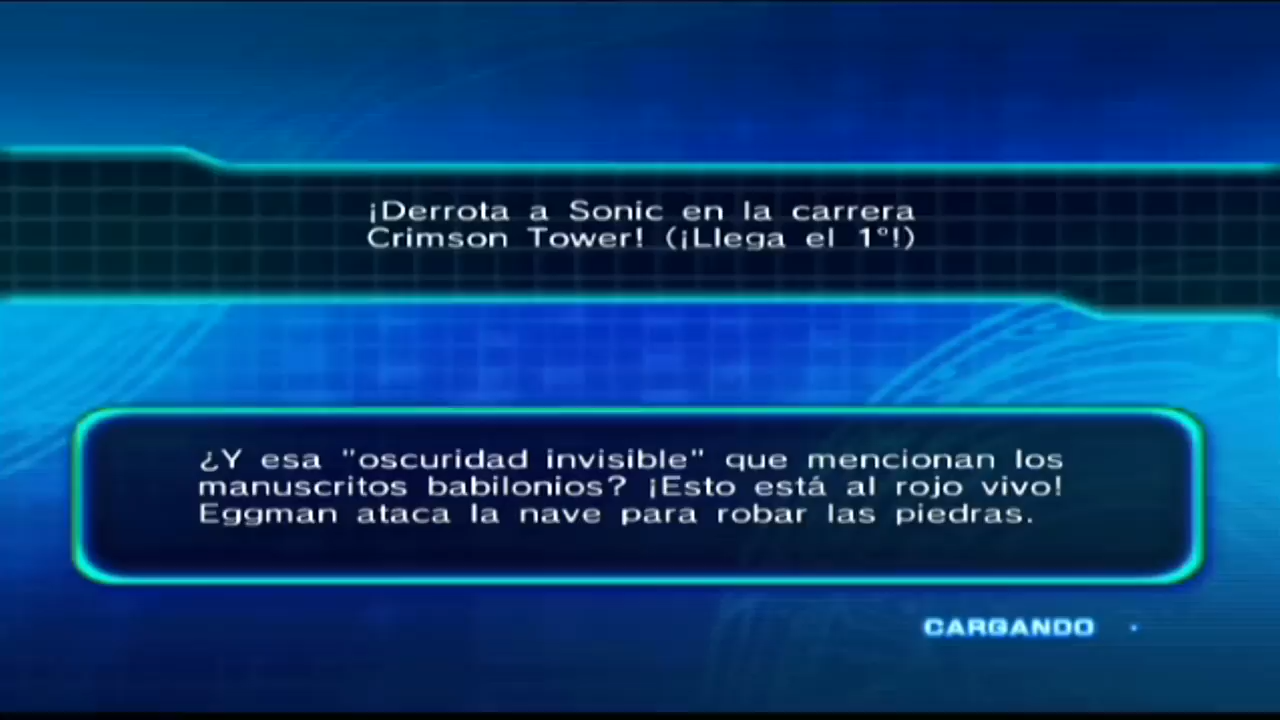 ¡Derrota a Sonic en la carrera
Crimson Tower! (¡Llega el 1º!)
¿Y esa "oscuridad invisible" que mencionan los
manuscritos babilonios? ¡Esto está al rojo vivo!
Eggman ataca la nave para robar las piedras.
CARGANDO